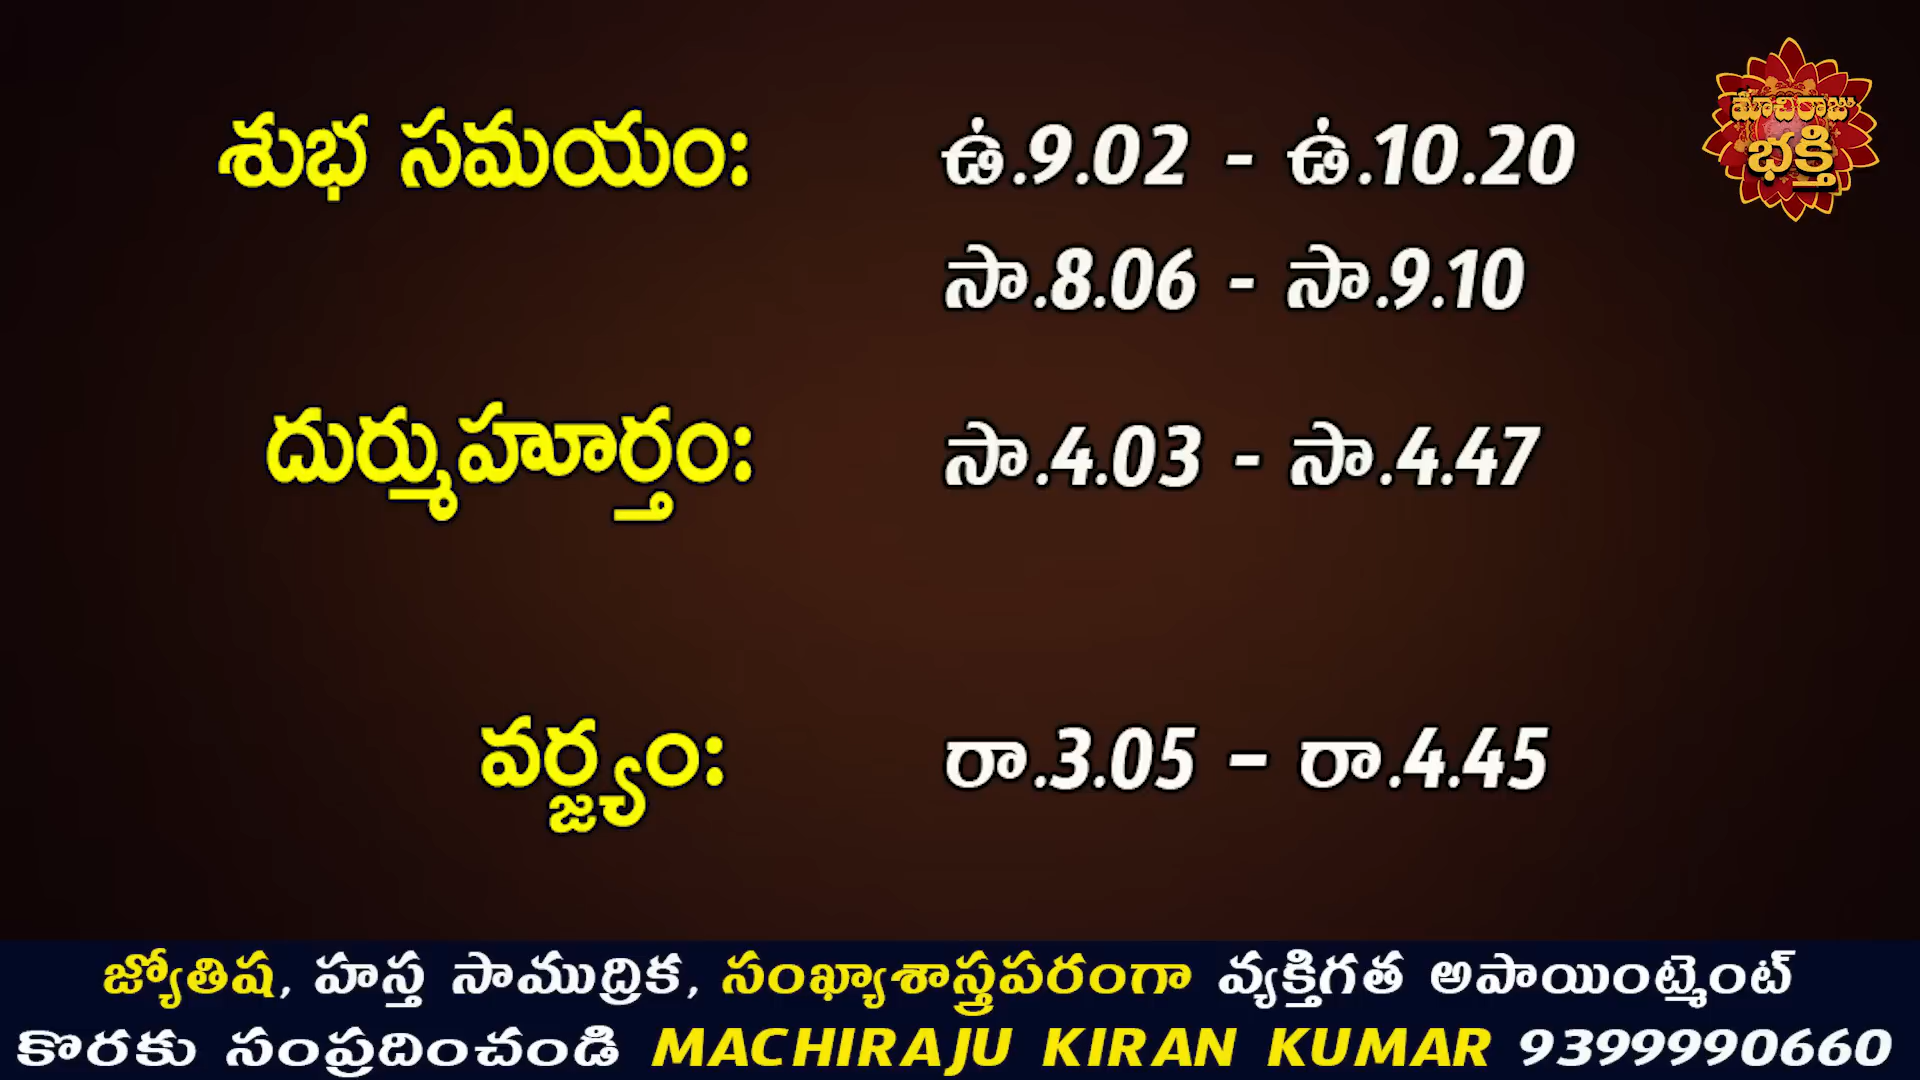 శుభ సమయం: ఉ.9.02 - ఉ.10.20
సా.8.06 - సా.9.10
దుర్ముహూర్తం: సా.4.03 - సా.4.47
వర్జ్యం: రా.3.05 – రా.4.45
మాచిరాజు
భక్తి
జ్యోతిష, హస్త సాముద్రిక, సంఖ్యాశాస్త్రపరంగా వ్యక్తిగత అపాయింట్మెంట్
కొరకు సంప్రదించండి MACHIRAJU KIRAN KUMAR 9399990660